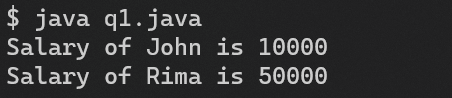 $ java q1.java
Salary of John is 10000
Salary of Rima is 50000